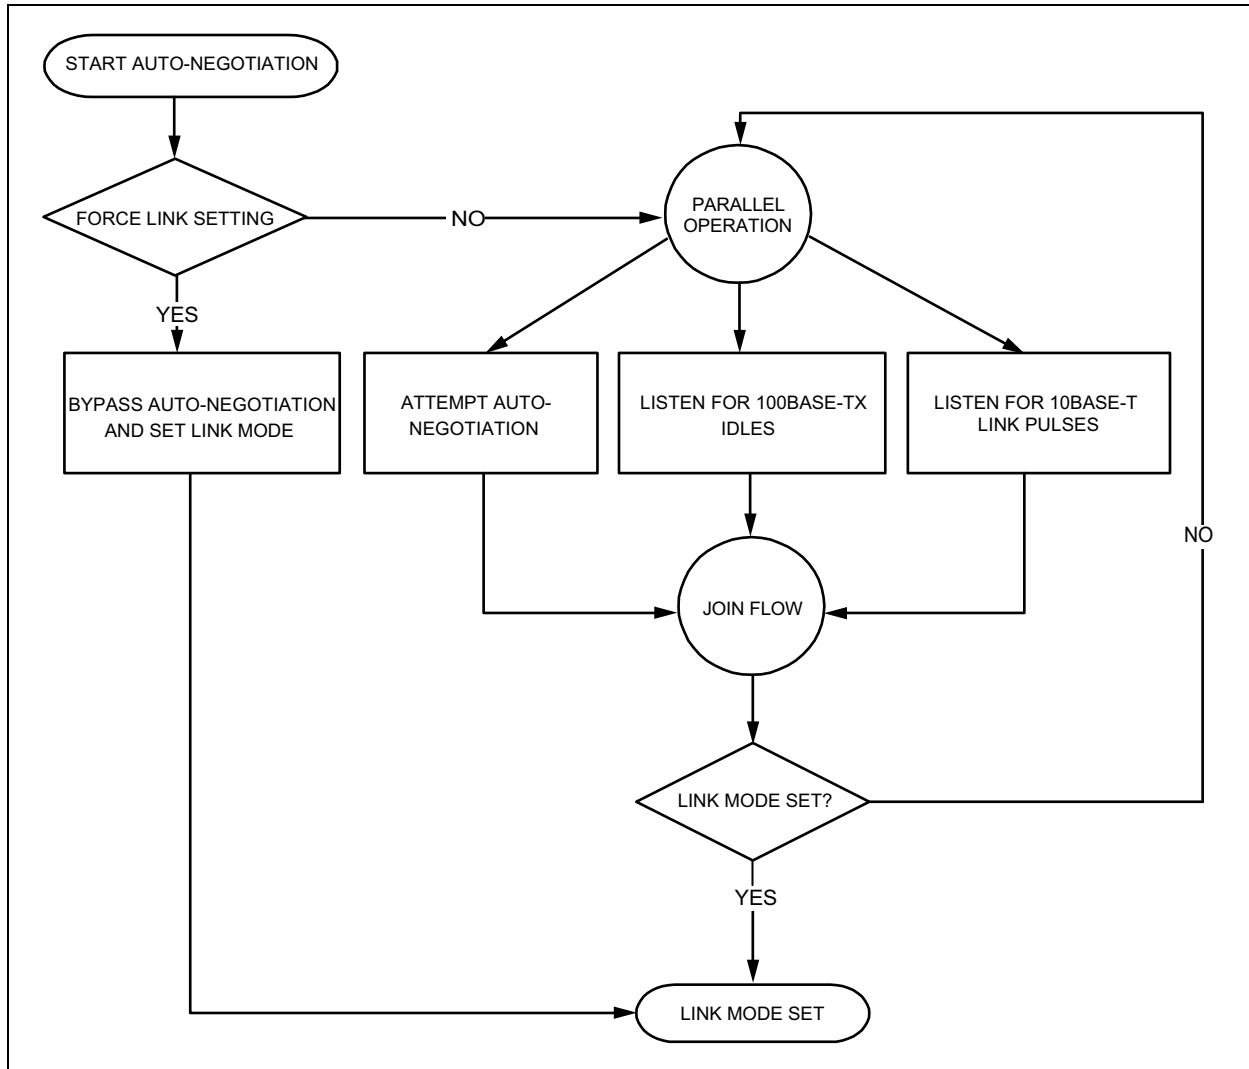 START AUTO-NEGOTIATION
FORCE LINK SETTING
NO
PARALLEL
OPERATION
YES
BYPASS AUTO-NEGOTIATION
AND SET LINK MODE
ATTEMPT AUTO-
NEGOTIATION
LISTEN FOR 100BASE-TX
IDLES
LISTEN FOR 10BASE-T
LINK PULSES
NO
JOIN FLOW
LINK MODE SET?
YES
LINK MODE SET